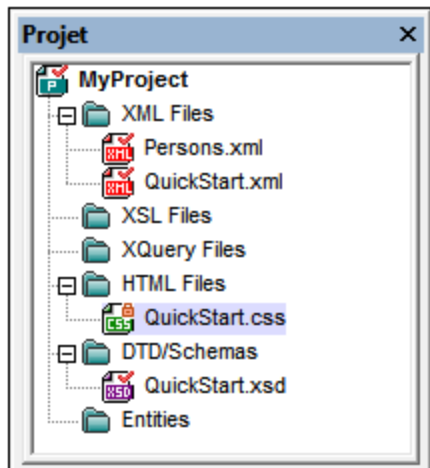 Projet
MyProject
XML Files
Persons.xml
QuickStart.xml
XSL Files
XQuery Files
HTML Files
QuickStart.css
DTD/Schemas
QuickStart.xsd
Entities